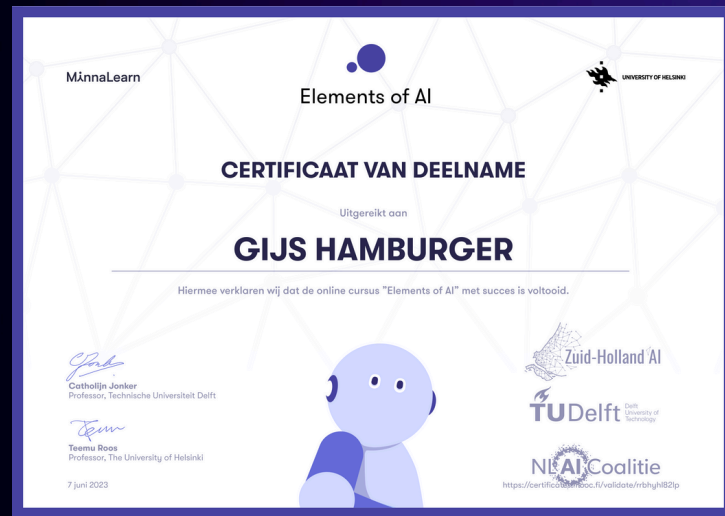 MinnaLearn
Elements of AI
UNIVERSITY OF HELSINKI
CERTIFICAAT VAN DEELNAME
Uitgereikt aan
GIJS HAMBURGER
Hiermee verklaren wij dat de online cursus "Elements of AI" met succes is voltooid.
Catholijn Jonker
Professor, Technische Universiteit Delft
Teemu Roos
Professor, The University of Helsinki
7 juni 2023
Zuid-Holland AI
TUDelft
Delft
University of
Technology
NL AI Coalitie